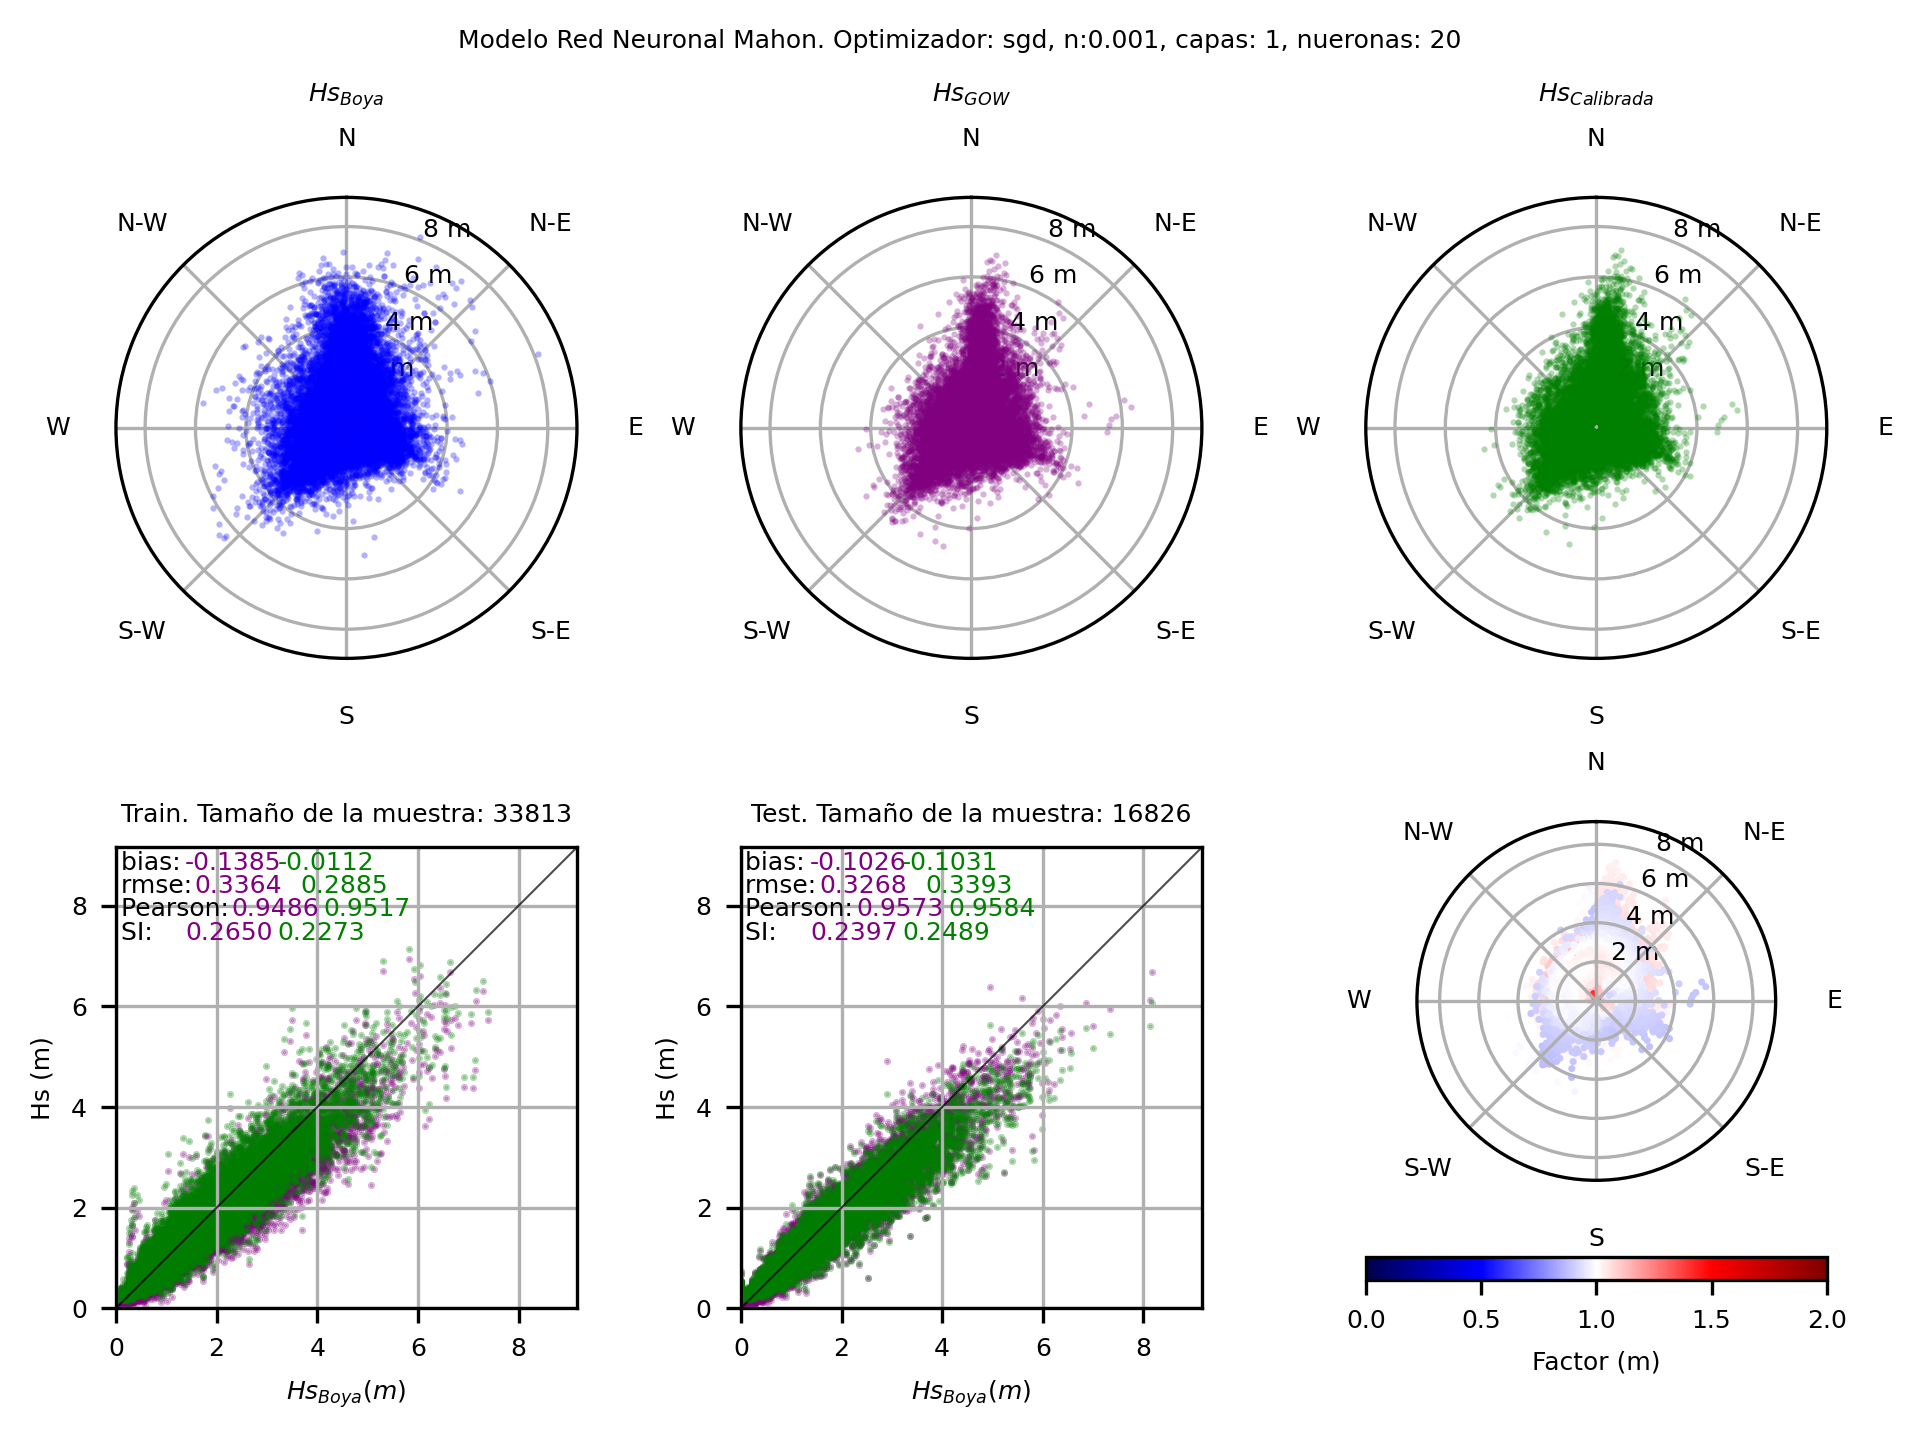 Modelo Red Neuronal Mahon. Optimizador: sgd, n:0.001, capas: 1, nueronas: 20
Hs_Boya
Hs_GOW
Hs_Calibrada
N
N
N
N-W
8 m
N-E
N-W
8 m
N-E
N-W
8 m
N-E
6 m
6 m
6 m
4 m
4 m
4 m
m
m
m
W
E
W
E
W
E
S-W
S-E
S-W
S-E
S-W
S-E
S
S
S
Train. Tamaño de la muestra: 33813
bias: -0.1385 -0.0112
rmse: 0.3364 0.2885
Pearson: 0.9486 0.9517
SI: 0.2650 0.2273
8
6
4
2
0
Hs (m)
0 2 4 6 8
Hs_Boya(m)
Test. Tamaño de la muestra: 16826
bias: -0.1026 -0.1031
rmse: 0.3268 0.3393
Pearson: 0.9573 0.9584
SI: 0.2397 0.2489
8
6
4
2
0
Hs (m)
0 2 4 6 8
Hs_Boya(m)
N
N-W
8 m
N-E
6 m
4 m
2 m
W
E
S-W
S-E
S
0.0 0.5 1.0 1.5 2.0
Factor (m)